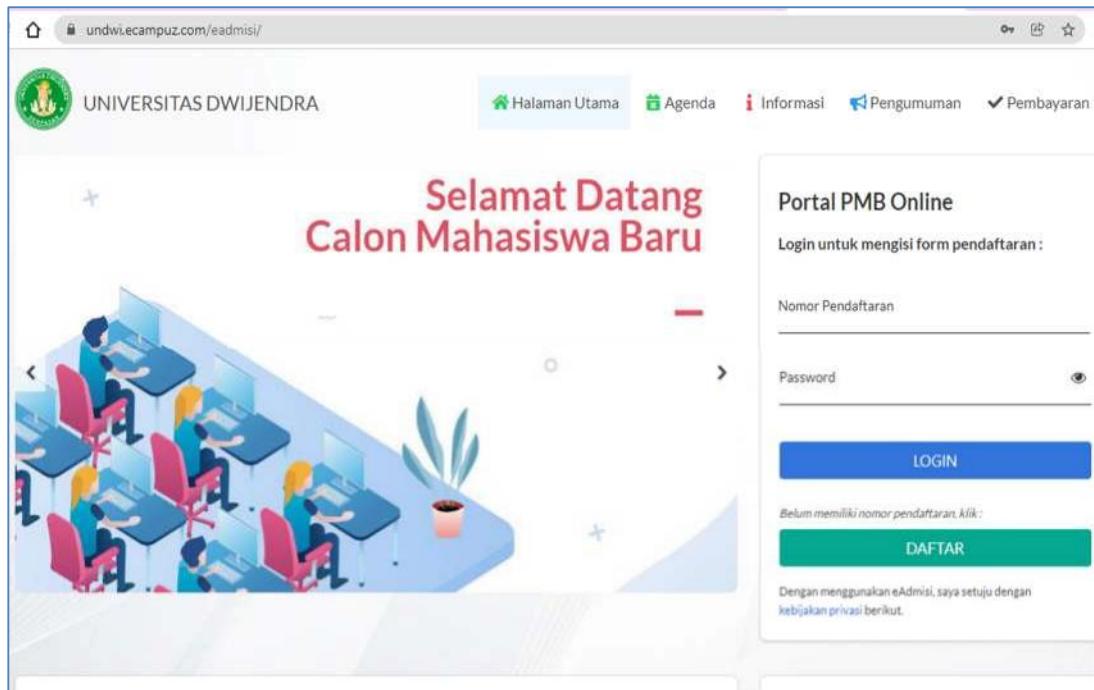 undwi.ecampuz.com/eadmisi/
UNIVERSITAS DWIJENDRA
Halaman Utama
Agenda
Informasi
Pengumuman
Pembayaran
Selamat Datang
Calon Mahasiswa Baru
Portal PMB Online
Login untuk mengisi form pendaftaran :
Nomor Pendaftaran
Password
LOGIN
Belum memiliki nomor pendaftaran, klik :
DAFTAR
Dengan menggunakan eAdmisi, saya setuju dengan
kebijakan privasi berikut.